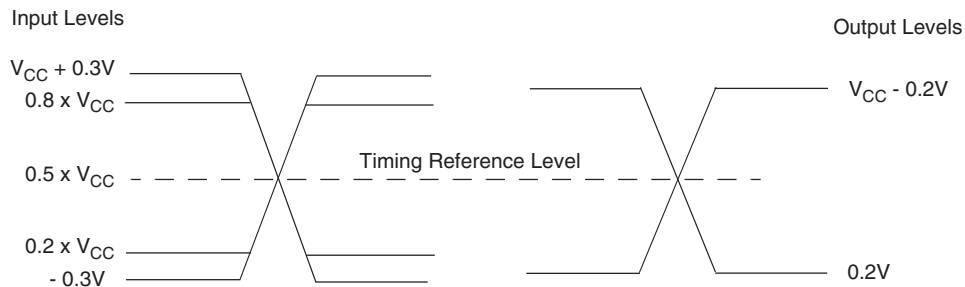 Input Levels
Output Levels
VCC + 0.3V
0.8 x VCC
VCC - 0.2V
Timing Reference Level
0.5 x VCC
0.2 x VCC
- 0.3V
0.2V